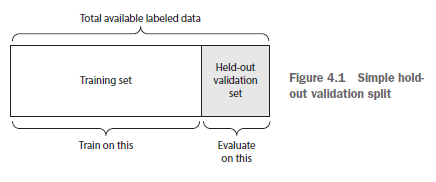 Total available labeled data
Training set
Held-out
validation
set
Train on this
Evaluate
on this
Figure 4.1 Simple hold-
out validation split